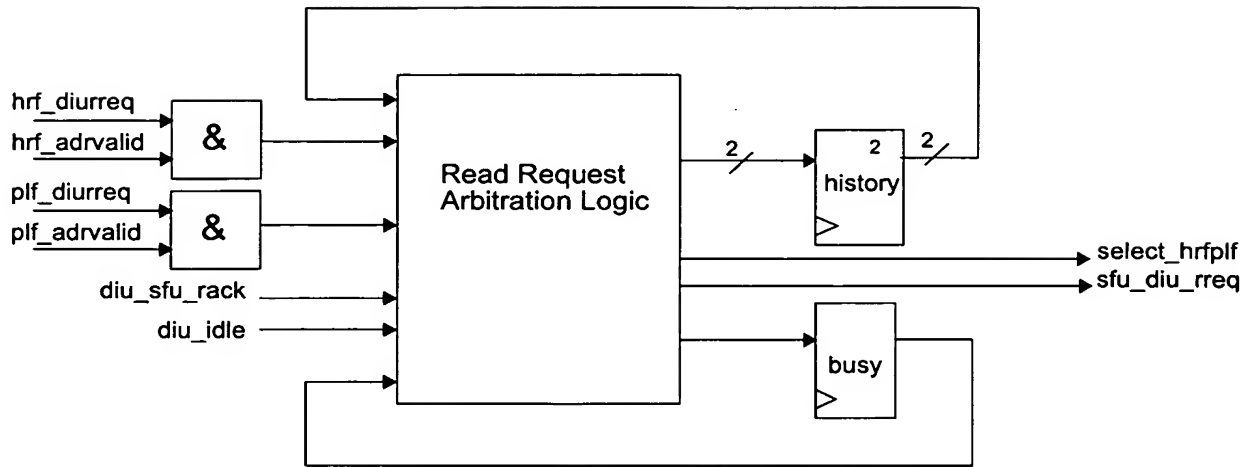 hrf_diurreq
hrf_adrvalid
&
plf_diurreq
plf_adrvalid
&
diu_sfu_rack
diu_idle
Read Request
Arbitration Logic
2
2
2
history
select_hrfplf
sfu_diu_rreq
busy